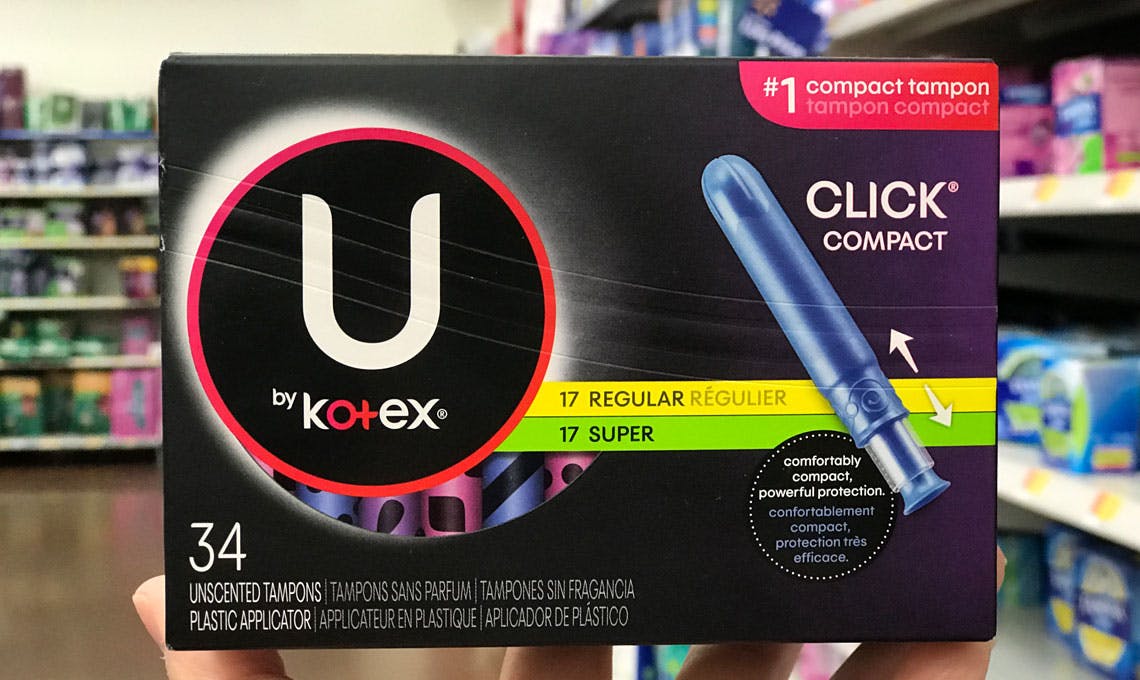 #1 compact tampon
tampon compact
U
by kotex®
CLICK®
COMPACT
17 REGULAR RÉGULIER
17 SUPER
comfortably
compact,
powerful protection.
confortablement
compact,
protection très
efficace.
34
UNSCENTED TAMPONS | TAMPONS SANS PARFUM | TAMPONES SIN FRAGANCIA
PLASTIC APPLICATOR | APPLICATEUR EN PLASTIQUE | APLICADOR DE PLÁSTICO